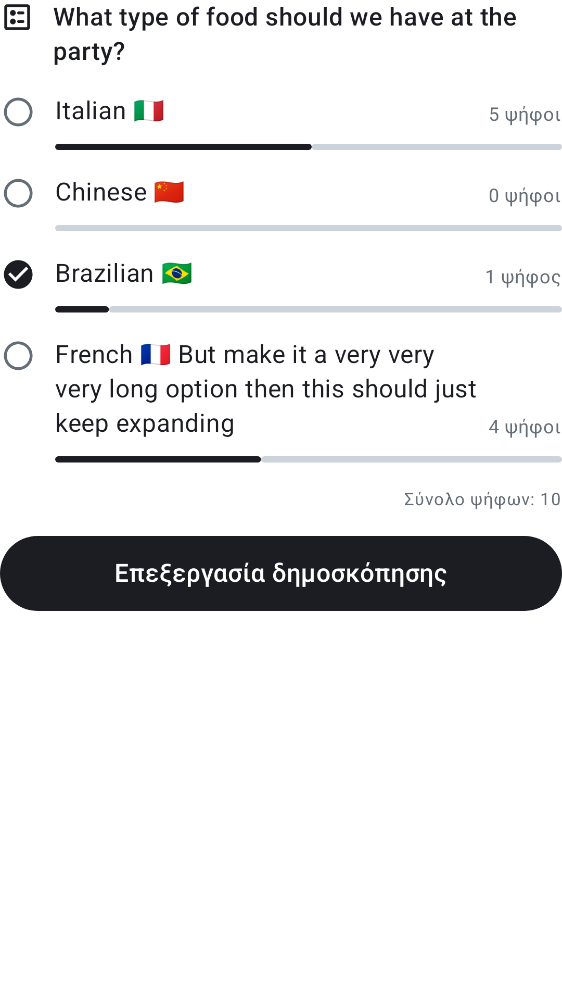 What type of food should we have at the
party?
Italian 🇮🇹
5 ψήφοι
Chinese 🇨🇳
0 ψήφοι
Brazilian 🇧🇷
1 ψήφος
French 🇫🇷 But make it a very very
very long option then this should just
keep expanding
4 ψήφοι
Σύνολο ψήφων: 10
Επεξεργασία δημοσκόπησης